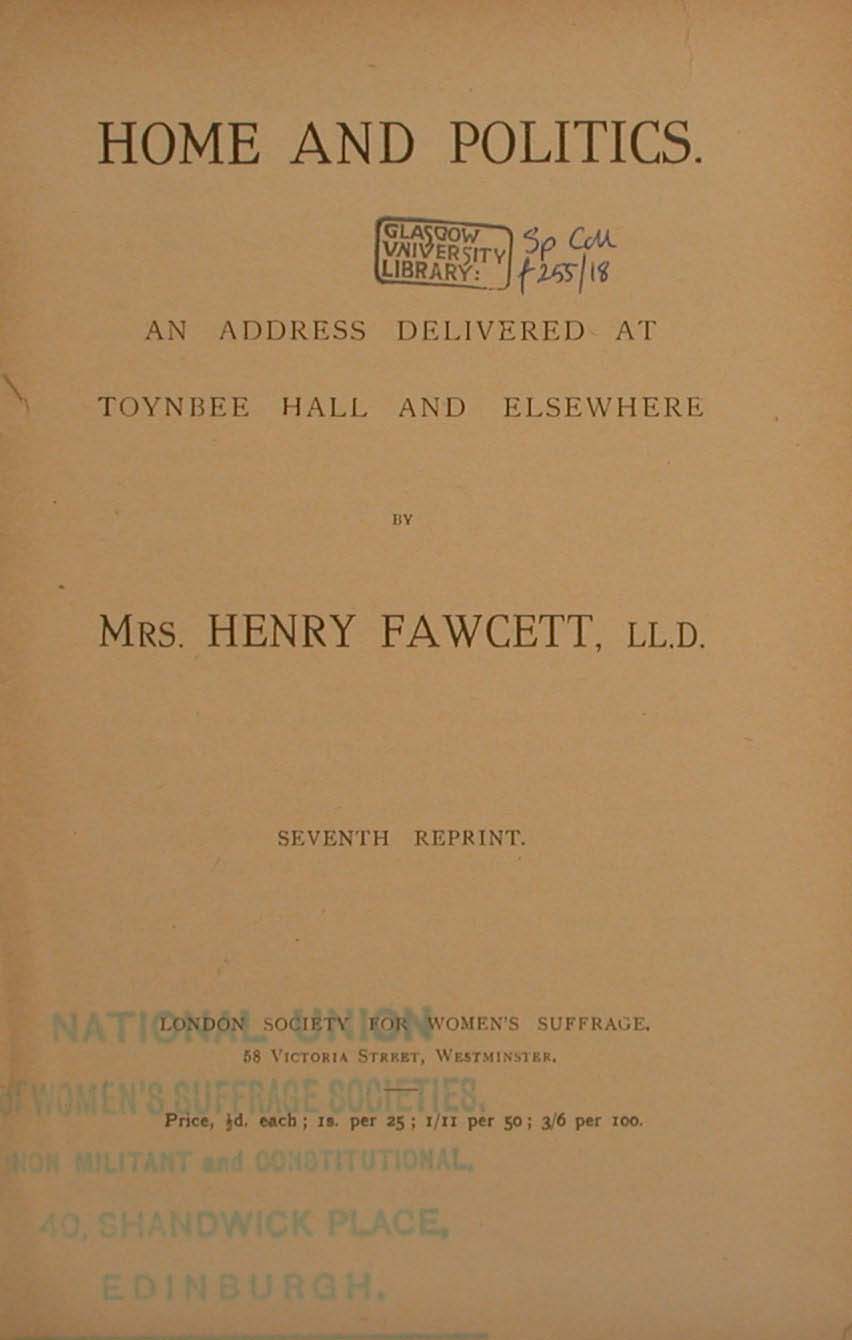 HOME AND POLITICS.
GLASGOW
UNIVERSITY
LIBRARY:
Sp Coll
f255/18
AN ADDRESS DELIVERED AT
TOYNBEE HALL AND ELSEWHERE
BY
MRS. HENRY FAWCETT, LL.D.
SEVENTH REPRINT.
LONDON SOCIETY FOR WOMEN'S SUFFRAGE.
58 VICTORIA STREET, WESTMINSTER.
Price, ½d. each; 1s. per 25; 1/11 per 50; 3/6 per 100.
NATIONAL UNION
OF WOMEN'S SUFFRAGE SOCIETIES,
NON MILITANT and CONSTITUTIONAL,
40, SHANDWICK PLACE,
EDINBURGH.